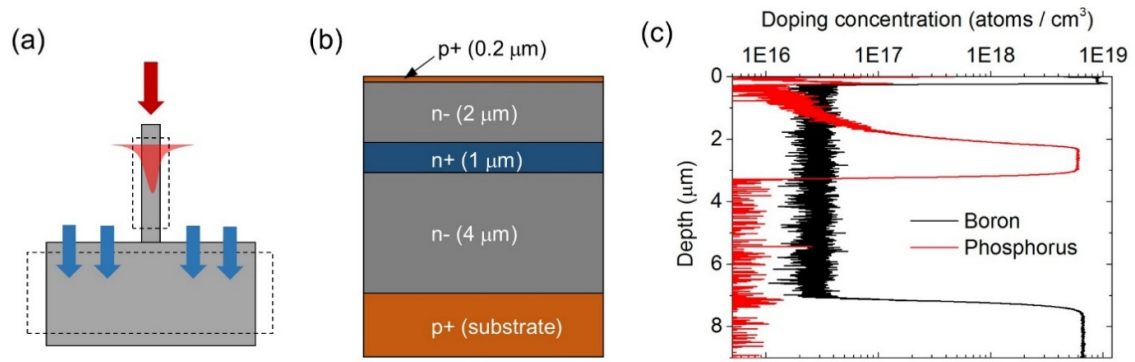 (a)
(b)
p+ (0.2 μm)
n- (2 μm)
n+ (1 μm)
n- (4 μm)
p+ (substrate)
(c)
Doping concentration (atoms / cm³)
1E16 1E17 1E18 1E19
0
2
4
6
8
Depth (μm)
Boron
Phosphorus